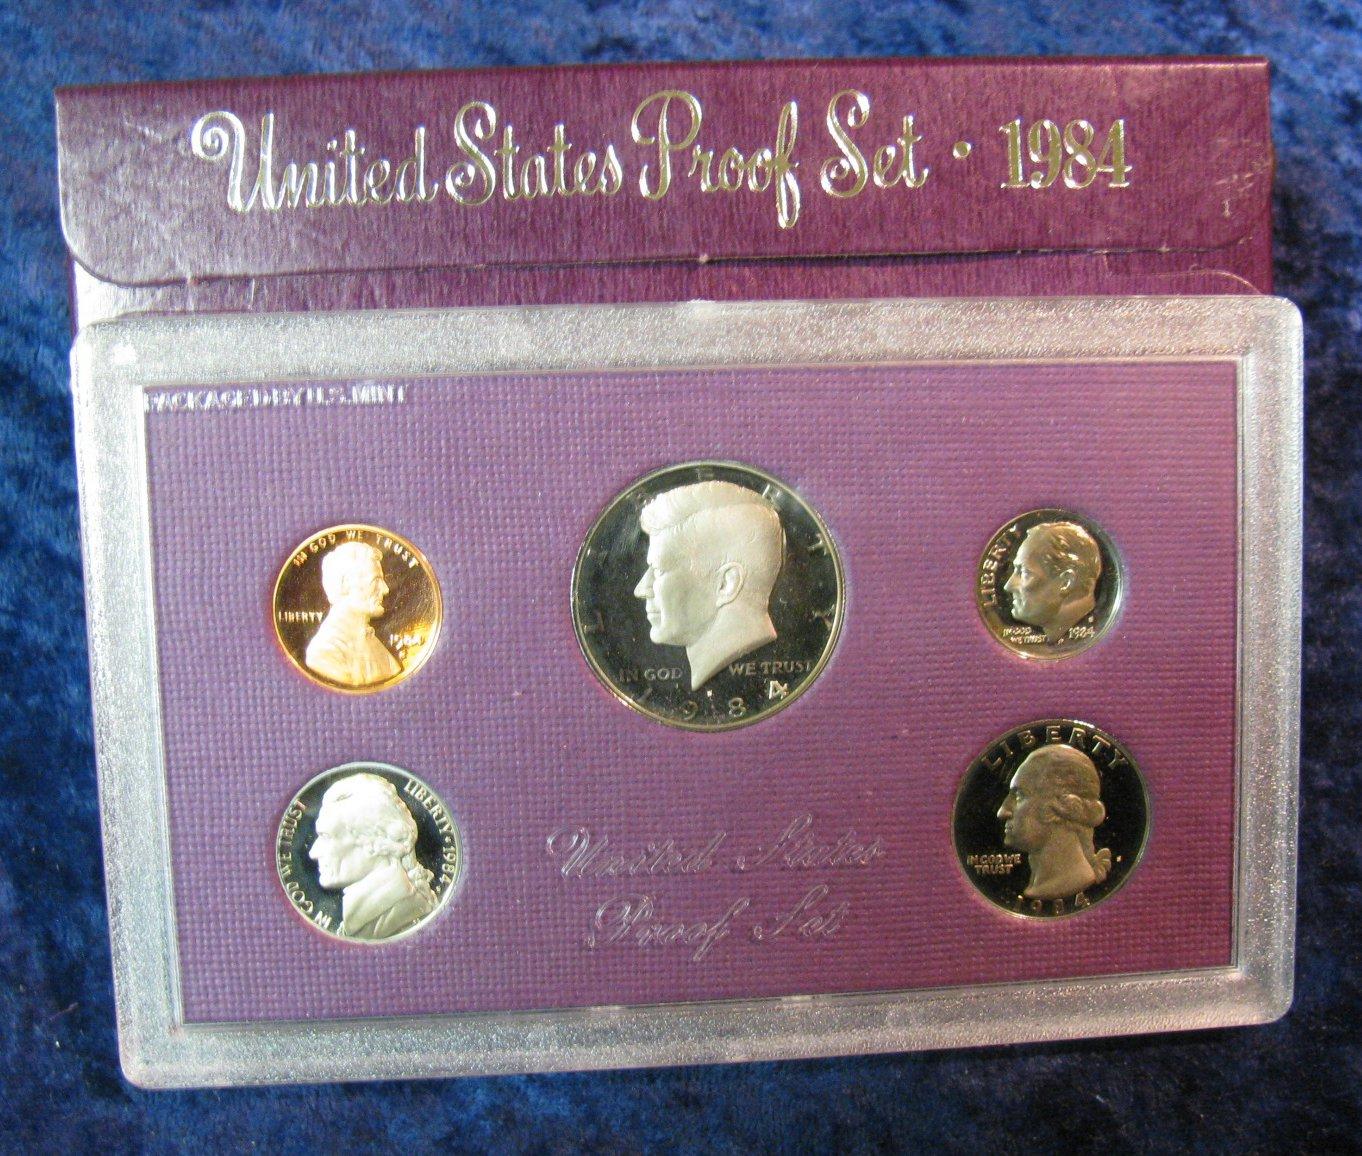 United States Proof Set · 1984
PACKAGED BY U.S. MINT
IN GOD WE TRUST
LIBERTY
1984
S
LIBERTY
IN GOD WE TRUST
1984
LIBERTY
IN GOD
WE TRUST
1984
IN GOD WE TRUST
LIBERTY · 1984
LIBERTY
IN GOD WE
TRUST
1984
United States
Proof Set